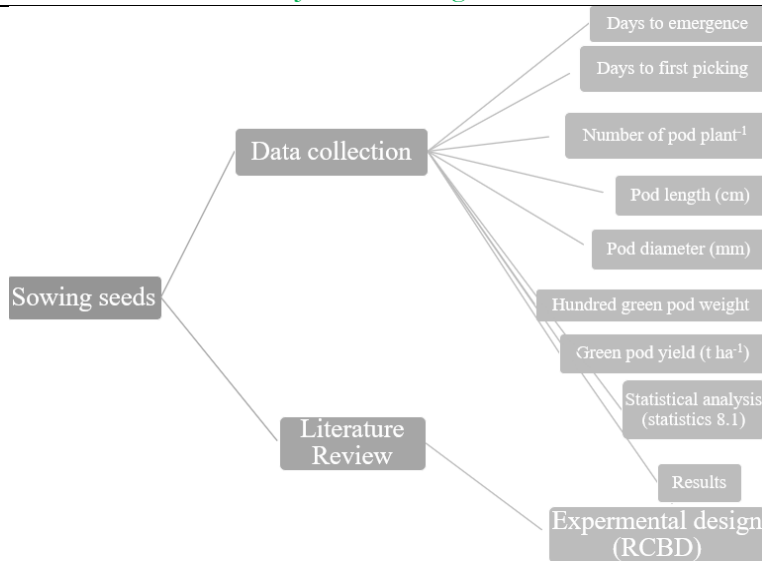 Days to emergence
Days to first picking
Number of pod plant⁻¹
Data collection
Pod length (cm)
Pod diameter (mm)
Sowing seeds
Hundred green pod weight
Green pod yield (t ha⁻¹)
Statistical analysis
(statistics 8.1)
Literature
Review
Results
Expermental design
(RCBD)